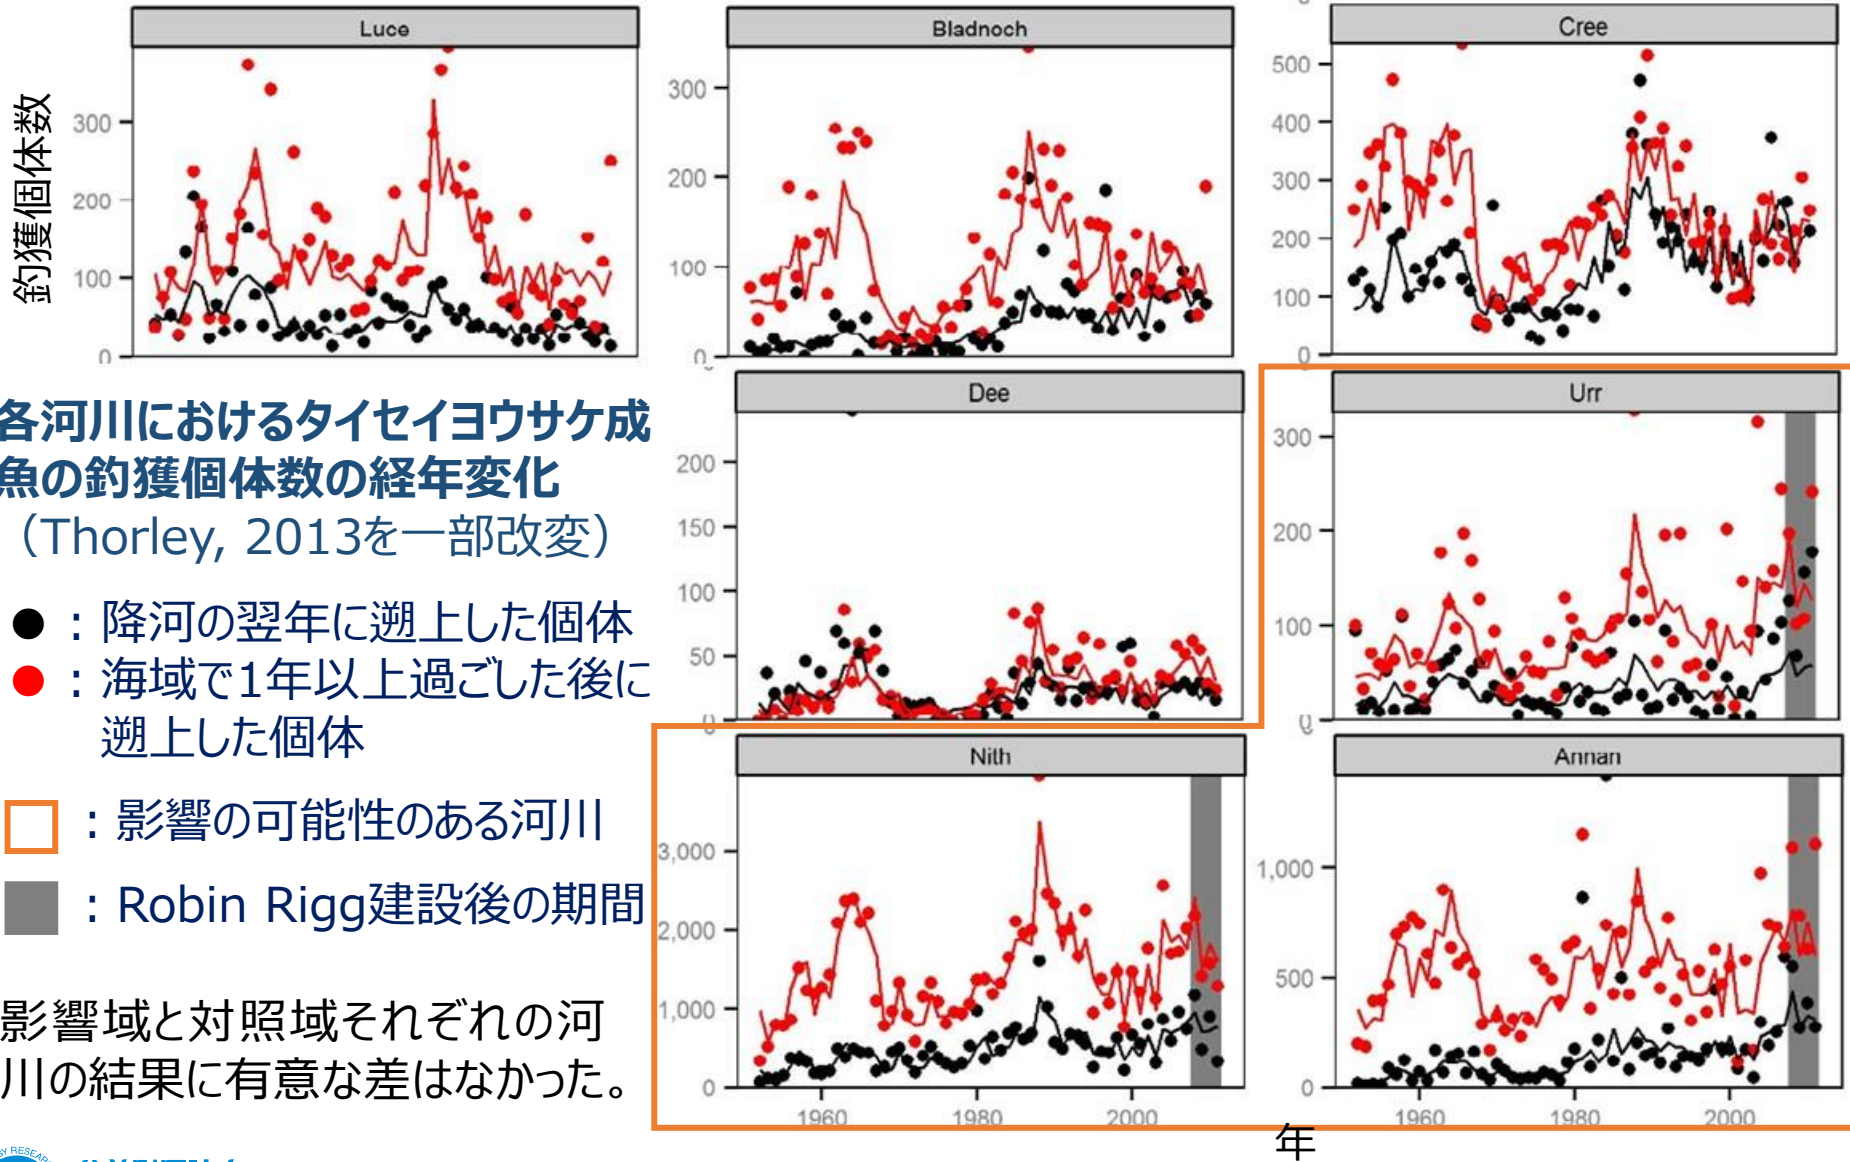 Luce
Bladnoch
Cree
釣獲個体数
300
200
100
0
300
200
100
0
500
400
300
200
100
0
各河川におけるタイセイヨウサケ成
魚の釣獲個体数の経年変化
（Thorley, 2013を一部改変）
●：降河の翌年に遡上した個体
●：海域で1年以上過ごした後に
遡上した個体
：影響の可能性のある河川
：Robin Rigg建設後の期間
影響域と対照域それぞれの河
川の結果に有意な差はなかった。
Dee
200
150
100
50
0
Urr
300
200
100
0
Nith
3,000
2,000
1,000
0
1960
1980
2000
Annan
1,000
500
0
1960
1980
2000
年